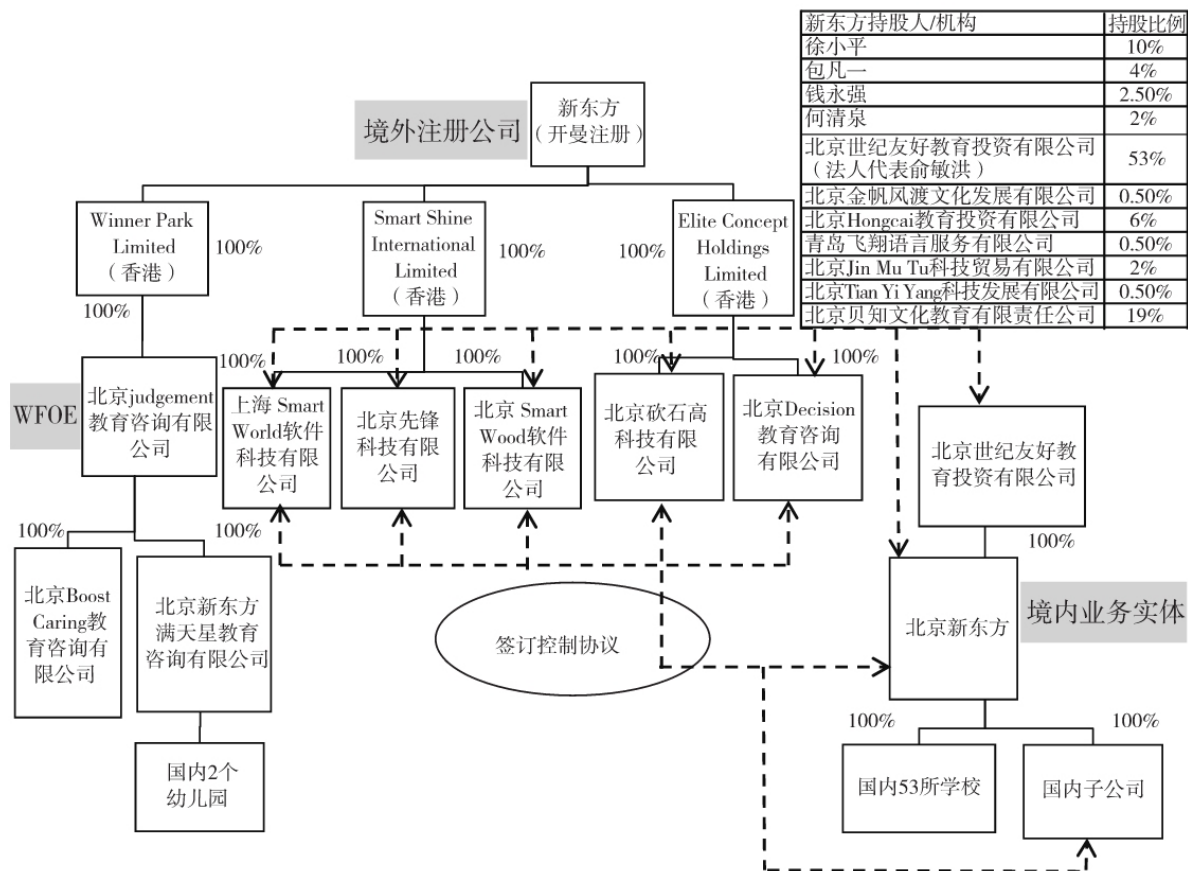 新东方持股人/机构 持股比例
徐小平 10%
包凡一 4%
钱永强 2.50%
何清泉 2%
北京世纪友好教育投资有限公司
（法人代表俞敏洪） 53%
北京金帆风渡文化发展有限公司 0.50%
北京Hongcai教育投资有限公司 6%
青岛飞翔语言服务有限公司 0.50%
北京Jin Mu Tu科技贸易有限公司 2%
北京Tian Yi Yang科技发展有限公司 0.50%
北京贝知文化教育有限责任公司 19%
境外注册公司
新东方
（开曼注册）
Winner Park
Limited
（香港）
100%
Smart Shine
International
Limited
（香港）
100%
100%
Elite Concept
Holdings
Limited
（香港）
100%
100%
100%
100%
100%
100%
WFOE
北京judgement
教育咨询有限
公司
上海 Smart
World软件
科技有限
公司
北京先锋
科技有限
公司
北京 Smart
Wood软件
科技有限
公司
北京砍石高
科技有限
公司
北京Decision
教育咨询
有限公司
北京世纪友好教
育投资有限公司
100%
100%
100%
北京Boost
Caring教
育咨询有
限公司
北京新东方
满天星教育
咨询有限公司
签订控制协议
北京新东方
境内业务实体
国内2个
幼儿园
100%
100%
国内53所学校
国内子公司